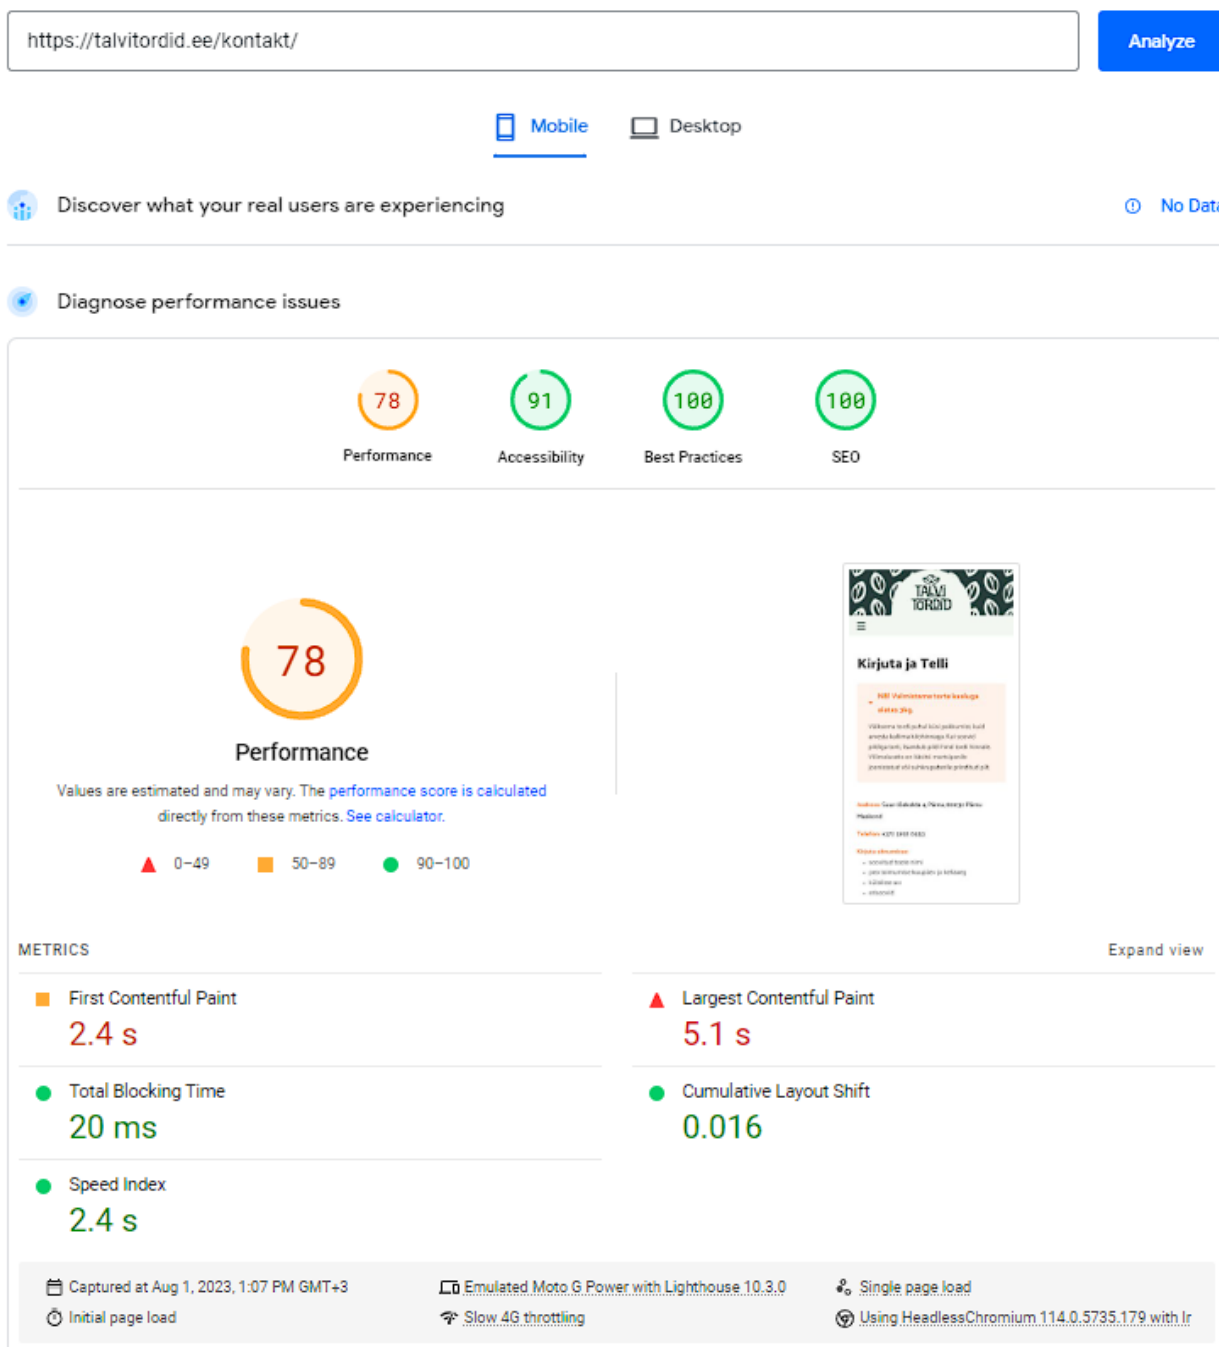 https://talvitordid.ee/kontakt/
Analyze
Mobile
Desktop
Discover what your real users are experiencing
No Data
Diagnose performance issues
78
91
100
100
Performance
Accessibility
Best Practices
SEO
78
Performance
Values are estimated and may vary. The performance score is calculated
directly from these metrics. See calculator.
0–49
50–89
90–100
TALVI
TORDID
Kirjuta ja Telli
METRICS
Expand view
First Contentful Paint
2.4 s
Largest Contentful Paint
5.1 s
Total Blocking Time
20 ms
Cumulative Layout Shift
0.016
Speed Index
2.4 s
Captured at Aug 1, 2023, 1:07 PM GMT+3
Emulated Moto G Power with Lighthouse 10.3.0
Single page load
Initial page load
Slow 4G throttling
Using HeadlessChromium 114.0.5735.179 with lr